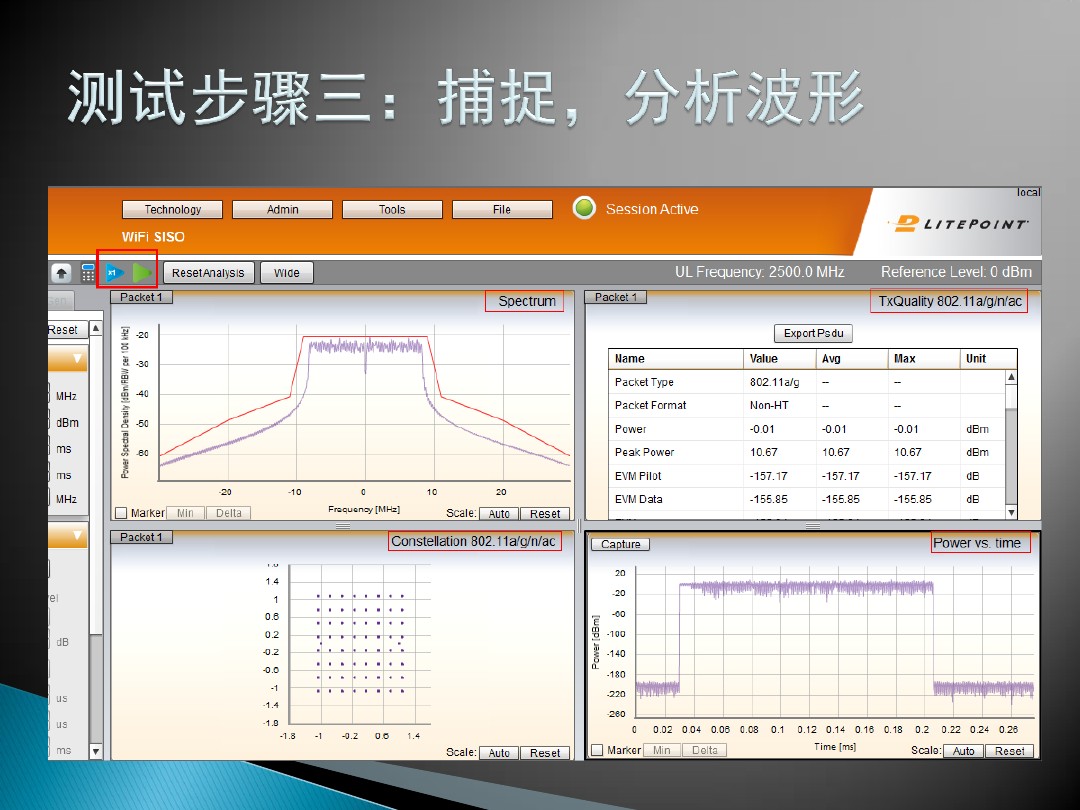 测试步骤三：捕捉，分析波形
local
Technology
Admin
Tools
File
Session Active
LITEPOINT
WiFi SISO
x1
Reset Analysis
Wide
UL Frequency: 2500.0 MHz
Reference Level: 0 dBm
Reset
MHz
dBm
ms
ms
MHz
dB
us
us
ms
Packet 1
Spectrum
Power Spectral Density [dBm/RBW per 100 kHz]
-20
-30
-40
-50
-60
-20 -10 0 10 20
Frequency [MHz]
Marker Min Delta
Scale: Auto Reset
Packet 1
TxQuality 802.11a/g/n/ac
Export Psdu
Name Value Avg Max Unit
Packet Type 802.11a/g -- --
Packet Format Non-HT -- --
Power -0.01 -0.01 -0.01 dBm
Peak Power 10.67 10.67 10.67 dBm
EVM Pilot -157.17 -157.17 -157.17 dB
EVM Data -155.85 -155.85 -155.85 dB
Packet 1
Constellation 802.11a/g/n/ac
1.4
1
0.6
0.2
-0.2
-0.6
-1
-1.4
-1.8
-1.8 -1 -0.2 0.6 1.4
Scale: Auto Reset
Capture
Power vs. time
Power [dBm]
20
-20
-60
-100
-140
-180
-220
-260
0 0.02 0.04 0.06 0.08 0.1 0.12 0.14 0.16 0.18 0.2 0.22 0.24 0.26
Time [ms]
Marker Min Delta
Scale: Auto Reset